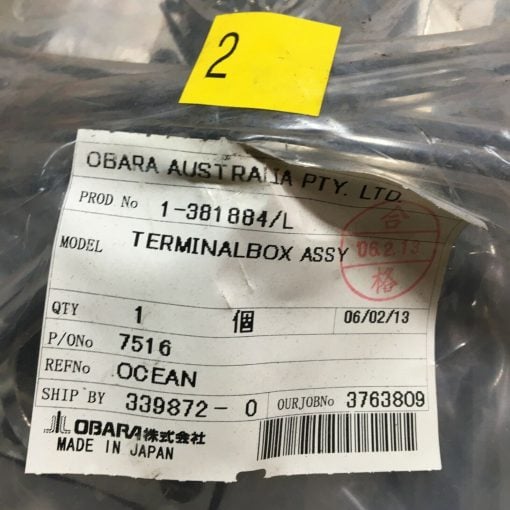 2
OBARA AUSTRALIA PTY. LTD.
PROD No 1-381884/L
MODEL TERMINALBOX ASSY
合
06.2.13
格
QTY 1 個 06/02/13
P/ONo 7516
REFNo OCEAN
SHIP BY 339872-0 OURJOBNo 3763809
OBARA株式会社
MADE IN JAPAN